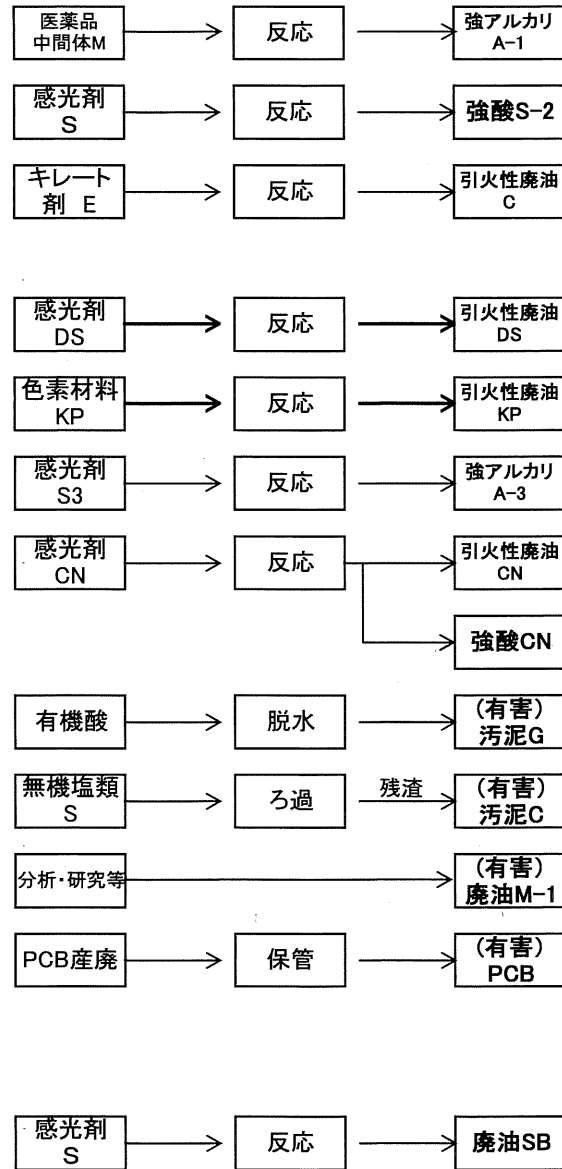 医薬品
中間体M
反応
強アルカリ
A-1
感光剤
S
反応
強酸S-2
キレート
剤 E
反応
引火性廃油
C
感光剤
DS
反応
引火性廃油
DS
色素材料
KP
反応
引火性廃油
KP
感光剤
S3
反応
強アルカリ
A-3
感光剤
CN
反応
引火性廃油
CN
強酸CN
有機酸
脱水
(有害)
汚泥G
無機塩類
S
ろ過
残渣
(有害)
汚泥C
分析・研究等
(有害)
廃油M-1
PCB産廃
保管
(有害)
PCB
感光剤
S
反応
廃油SB